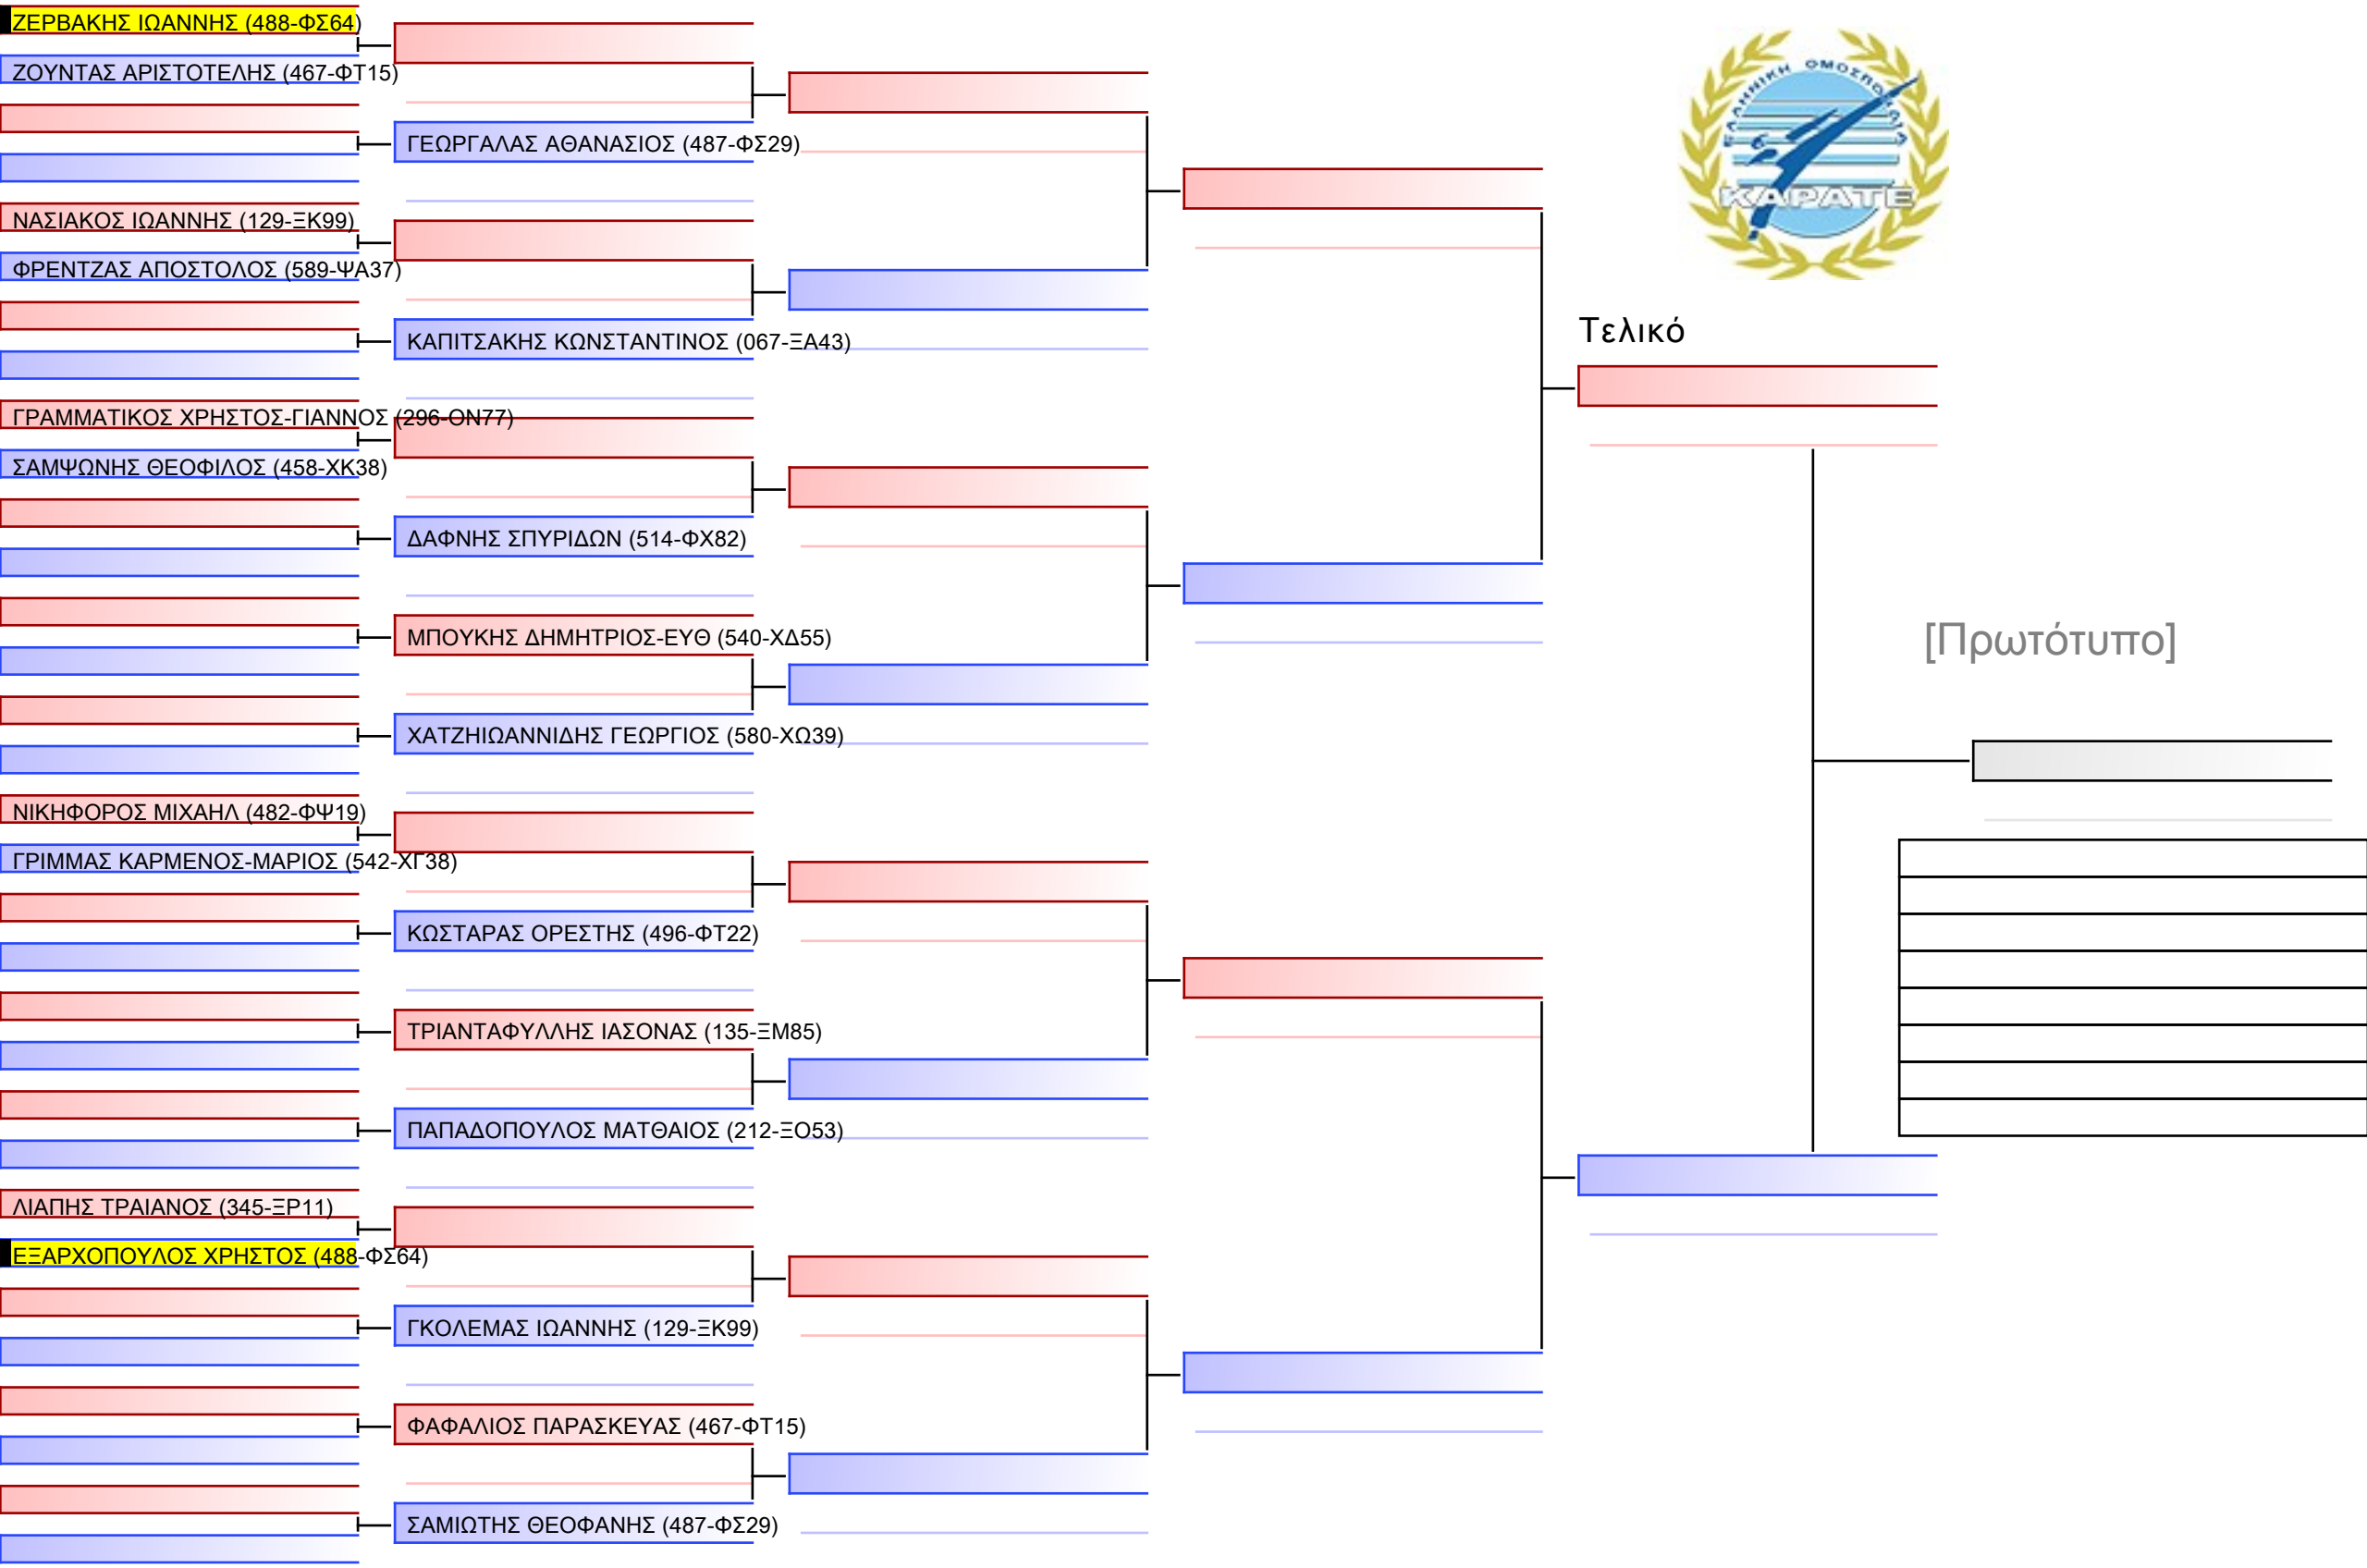 ΖΕΡΒΑΚΗΣ ΙΩΑΝΝΗΣ (488-ΦΣ64)
ΖΟΥΝΤΑΣ ΑΡΙΣΤΟΤΕΛΗΣ (467-ΦΤ15)
ΓΕΩΡΓΑΛΑΣ ΑΘΑΝΑΣΙΟΣ (487-ΦΣ29)
ΝΑΣΙΑΚΟΣ ΙΩΑΝΝΗΣ (129-ΞΚ99)
ΦΡΕΝΤΖΑΣ ΑΠΟΣΤΟΛΟΣ (589-ΨΑ37)
ΚΑΠΙΤΣΑΚΗΣ ΚΩΝΣΤΑΝΤΙΝΟΣ (067-ΞΑ43)
ΓΡΑΜΜΑΤΙΚΟΣ ΧΡΗΣΤΟΣ-ΓΙΑΝΝΟΣ (296-ΟΝ77)
ΣΑΜΨΩΝΗΣ ΘΕΟΦΙΛΟΣ (458-ΧΚ38)
ΔΑΦΝΗΣ ΣΠΥΡΙΔΩΝ (514-ΦΧ82)
ΜΠΟΥΚΗΣ ΔΗΜΗΤΡΙΟΣ-ΕΥΘ (540-ΧΔ55)
ΧΑΤΖΗΙΩΑΝΝΙΔΗΣ ΓΕΩΡΓΙΟΣ (580-ΧΩ39)
ΝΙΚΗΦΟΡΟΣ ΜΙΧΑΗΛ (482-ΦΨ19)
ΓΡΙΜΜΑΣ ΚΑΡΜΕΝΟΣ-ΜΑΡΙΟΣ (542-ΧΓ38)
ΚΩΣΤΑΡΑΣ ΟΡΕΣΤΗΣ (496-ΦΤ22)
ΤΡΙΑΝΤΑΦΥΛΛΗΣ ΙΑΣΟΝΑΣ (135-ΞΜ85)
ΠΑΠΑΔΟΠΟΥΛΟΣ ΜΑΤΘΑΙΟΣ (212-ΞΟ53)
ΛΙΑΠΗΣ ΤΡΑΙΑΝΟΣ (345-ΞΡ11)
ΕΞΑΡΧΟΠΟΥΛΟΣ ΧΡΗΣΤΟΣ (488-ΦΣ64)
ΓΚΟΛΕΜΑΣ ΙΩΑΝΝΗΣ (129-ΞΚ99)
ΦΑΦΑΛΙΟΣ ΠΑΡΑΣΚΕΥΑΣ (467-ΦΤ15)
ΣΑΜΙΩΤΗΣ ΘΕΟΦΑΝΗΣ (487-ΦΣ29)
ΕΛΛΗΝΙΚΗ ΟΜΟΣΠΟΝΔΙΑ
ΚΑΡΑΤΕ
Τελικό
[Πρωτότυπο]